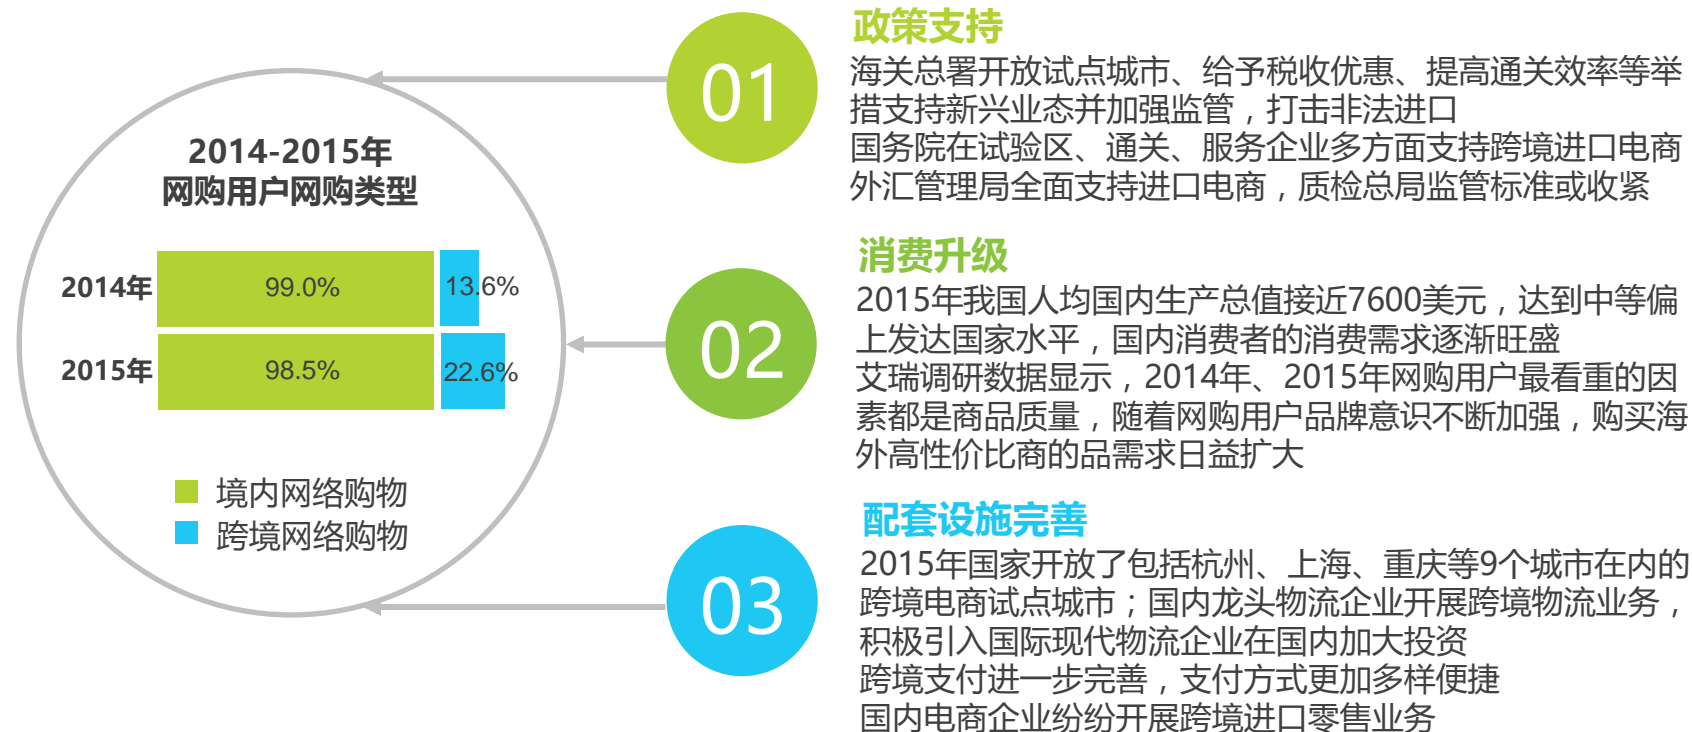 2014-2015年
网购用户网购类型
2014年
99.0%
13.6%
2015年
98.5%
22.6%
境内网络购物
跨境网络购物
01
政策支持
海关总署开放试点城市、给予税收优惠、提高通关效率等举
措支持新兴业态并加强监管，打击非法进口
国务院在试验区、通关、服务企业多方面支持跨境进口电商
外汇管理局全面支持进口电商，质检总局监管标准或收紧
02
消费升级
2015年我国人均国内生产总值接近7600美元，达到中等偏
上发达国家水平，国内消费者的消费需求逐渐旺盛
艾瑞调研数据显示，2014年、2015年网购用户最看重的因
素都是商品质量，随着网购用户品牌意识不断加强，购买海
外高性价比商的品需求日益扩大
03
配套设施完善
2015年国家开放了包括杭州、上海、重庆等9个城市在内的
跨境电商试点城市；国内龙头物流企业开展跨境物流业务，
积极引入国际现代物流企业在国内加大投资
跨境支付进一步完善，支付方式更加多样便捷
国内电商企业纷纷开展跨境进口零售业务